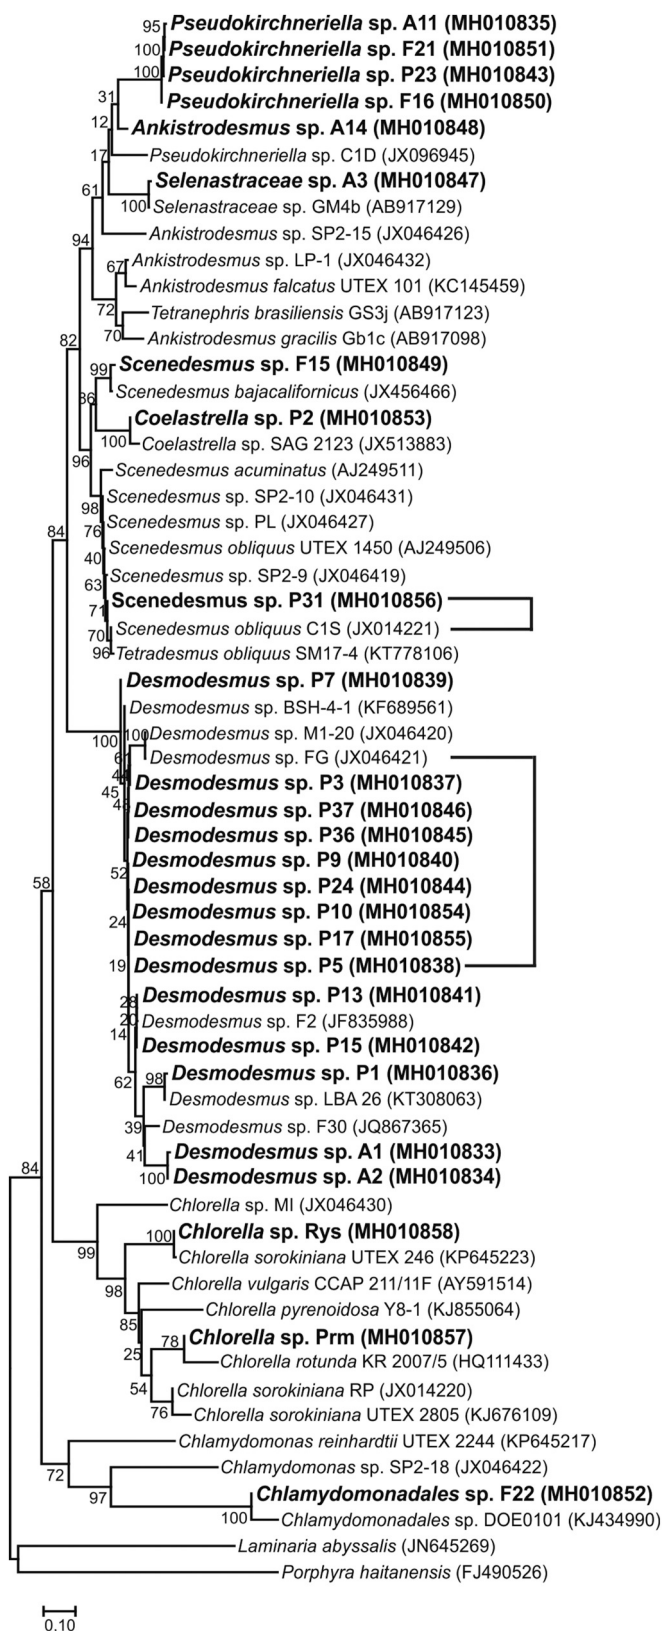 95
Pseudokirchneriella sp. A11 (MH010835)
100
Pseudokirchneriella sp. F21 (MH010851)
100
Pseudokirchneriella sp. P23 (MH010843)
31
Pseudokirchneriella sp. F16 (MH010850)
12
Ankistrodesmus sp. A14 (MH010848)
17
Pseudokirchneriella sp. C1D (JX096945)
61
Selenastraceae sp. A3 (MH010847)
100
Selenastraceae sp. GM4b (AB917129)
94
Ankistrodesmus sp. SP2-15 (JX046426)
67
Ankistrodesmus sp. LP-1 (JX046432)
Ankistrodesmus falcatus UTEX 101 (KC145459)
72
Tetranephris brasiliensis GS3j (AB917123)
70
Ankistrodesmus gracilis Gb1c (AB917098)
82
99
Scenedesmus sp. F15 (MH010849)
Scenedesmus bajacalifornicus (JX456466)
86
Coelastrella sp. P2 (MH010853)
100
Coelastrella sp. SAG 2123 (JX513883)
96
Scenedesmus acuminatus (AJ249511)
Scenedesmus sp. SP2-10 (JX046431)
98
Scenedesmus sp. PL (JX046427)
84
76
Scenedesmus obliquus UTEX 1450 (AJ249506)
40
Scenedesmus sp. SP2-9 (JX046419)
63
Scenedesmus sp. P31 (MH010856)
71
Scenedesmus obliquus C1S (JX014221)
70
96
Tetradesmus obliquus SM17-4 (KT778106)
Desmodesmus sp. P7 (MH010839)
Desmodesmus sp. BSH-4-1 (KF689561)
100
100
Desmodesmus sp. M1-20 (JX046420)
Desmodesmus sp. FG (JX046421)
Desmodesmus sp. P3 (MH010837)
45
Desmodesmus sp. P37 (MH010846)
Desmodesmus sp. P36 (MH010845)
Desmodesmus sp. P9 (MH010840)
52
58
Desmodesmus sp. P24 (MH010844)
Desmodesmus sp. P10 (MH010854)
24
Desmodesmus sp. P17 (MH010855)
19
Desmodesmus sp. P5 (MH010838)
Desmodesmus sp. P13 (MH010841)
28
20
Desmodesmus sp. F2 (JF835988)
14
Desmodesmus sp. P15 (MH010842)
62
98
Desmodesmus sp. P1 (MH010836)
Desmodesmus sp. LBA 26 (KT308063)
39
Desmodesmus sp. F30 (JQ867365)
41
Desmodesmus sp. A1 (MH010833)
84
100
Desmodesmus sp. A2 (MH010834)
Chlorella sp. MI (JX046430)
100
Chlorella sp. Rys (MH010858)
99
Chlorella sorokiniana UTEX 246 (KP645223)
98
Chlorella vulgaris CCAP 211/11F (AY591514)
Chlorella pyrenoidosa Y8-1 (KJ855064)
85
78
Chlorella sp. Prm (MH010857)
25
Chlorella rotunda KR 2007/5 (HQ111433)
54
Chlorella sorokiniana RP (JX014220)
76
Chlorella sorokiniana UTEX 2805 (KJ676109)
Chlamydomonas reinhardtii UTEX 2244 (KP645217)
72
Chlamydomonas sp. SP2-18 (JX046422)
97
Chlamydomonadales sp. F22 (MH010852)
100
Chlamydomonadales sp. DOE0101 (KJ434990)
Laminaria abyssalis (JN645269)
Porphyra haitanensis (FJ490526)
0.10